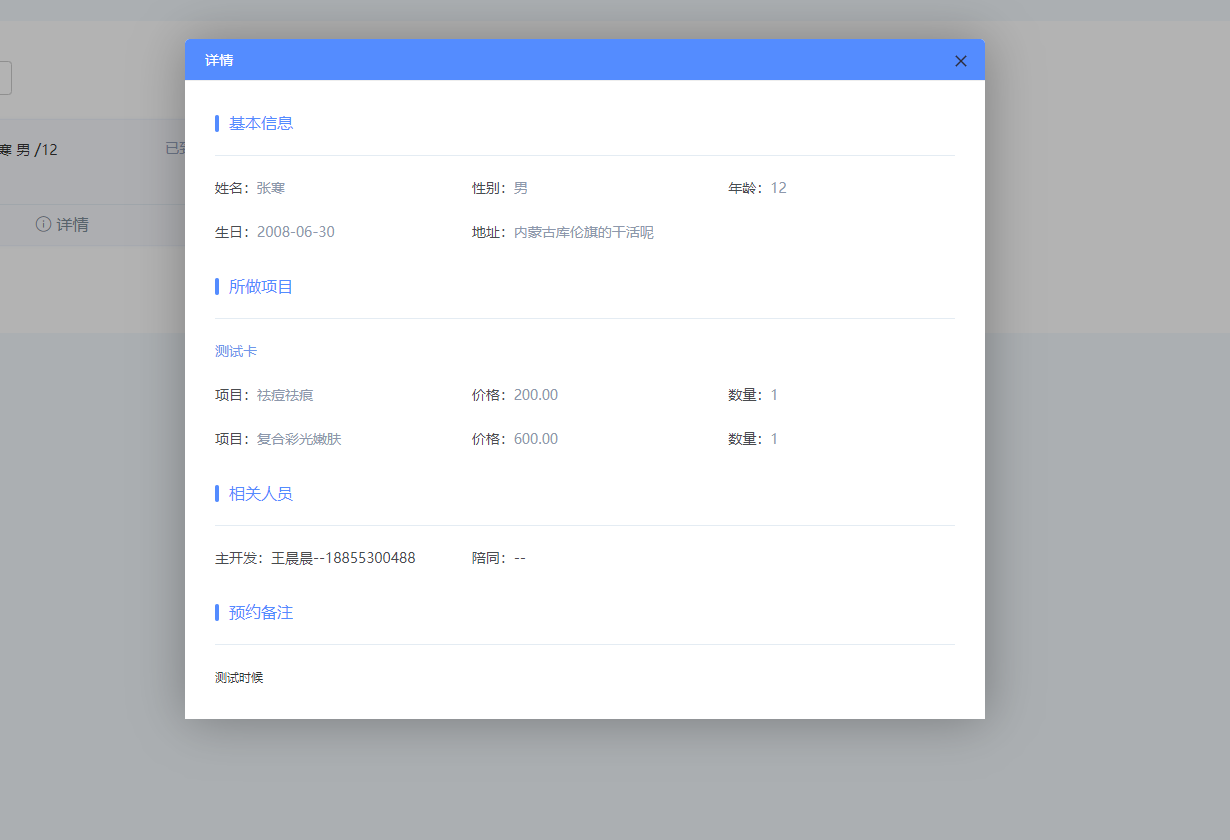 详情
寒 男 /12
已到
详情
基本信息
姓名：张寒 性别：男 年龄：12
生日：2008-06-30 地址：内蒙古库伦旗的干活呢
所做项目
测试卡
项目：祛痘祛痕 价格：200.00 数量：1
项目：复合彩光嫩肤 价格：600.00 数量：1
相关人员
主开发：王晨晨--18855300488 陪同：--
预约备注
测试时候